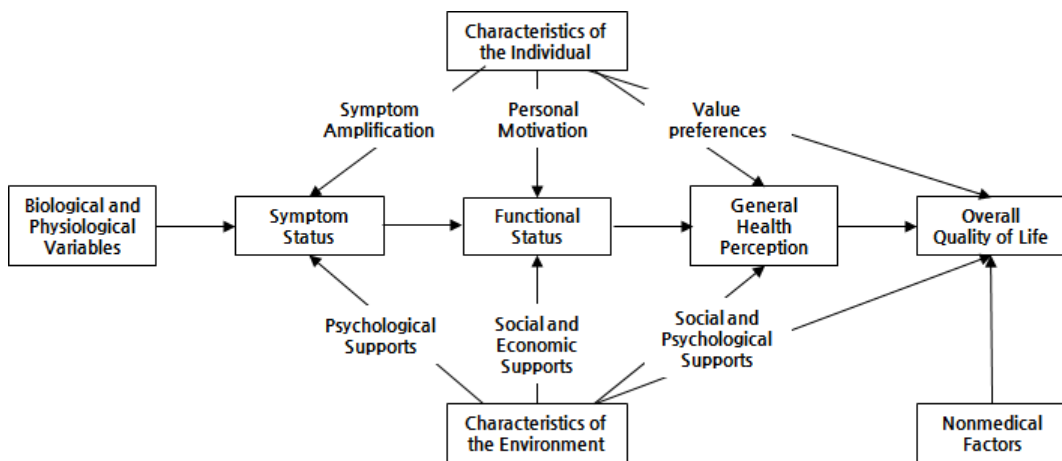 Characteristics of
the Individual
Symptom
Amplification
Personal
Motivation
Value
preferences
Biological and
Physiological
Variables
Symptom
Status
Functional
Status
General
Health
Perception
Overall
Quality of Life
Psychological
Supports
Social and
Economic
Supports
Social and
Psychological
Supports
Characteristics of
the Environment
Nonmedical
Factors